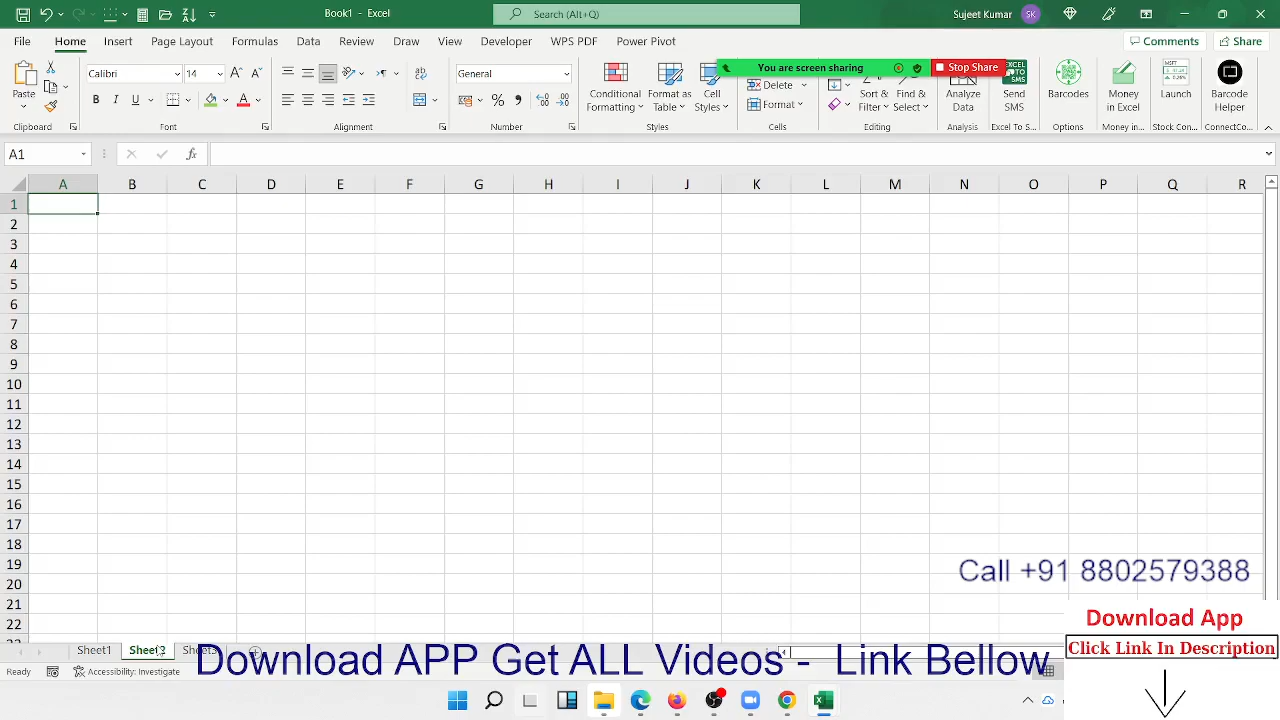 Book1 - Excel
Search (Alt+Q)
Sujeet Kumar
SK
File Home Insert Page Layout Formulas Data Review View Draw Developer WPS PDF Power Pivot
Comments Share
You are screen sharing Stop Share
Calibri 14 General
Paste
B I U
Conditional Formatting
Format as Table
Cell Styles
Delete
Format
Sort & Filter
Find & Select
Analyze Data
Send SMS
Barcodes
Money in Excel
Launch
Barcode Helper
EXCEL TO SMS
MSFT
0.26%
Clipboard Font Alignment Number Styles Cells Editing Analysis Excel To S... Options Money in... Stock Con... ConnectCo...
A1 fx
A B C D E F G H I J K L M N O P Q R
1
2
3
4
5
6
7
8
9
10
11
12
13
14
15
16
17
18
19
20
21
22
Call +91 8802579388
Download App
Click Link In Description
Sheet1
Download APP Get ALL Videos - Link Bellow
Ready Accessibility: Investigate